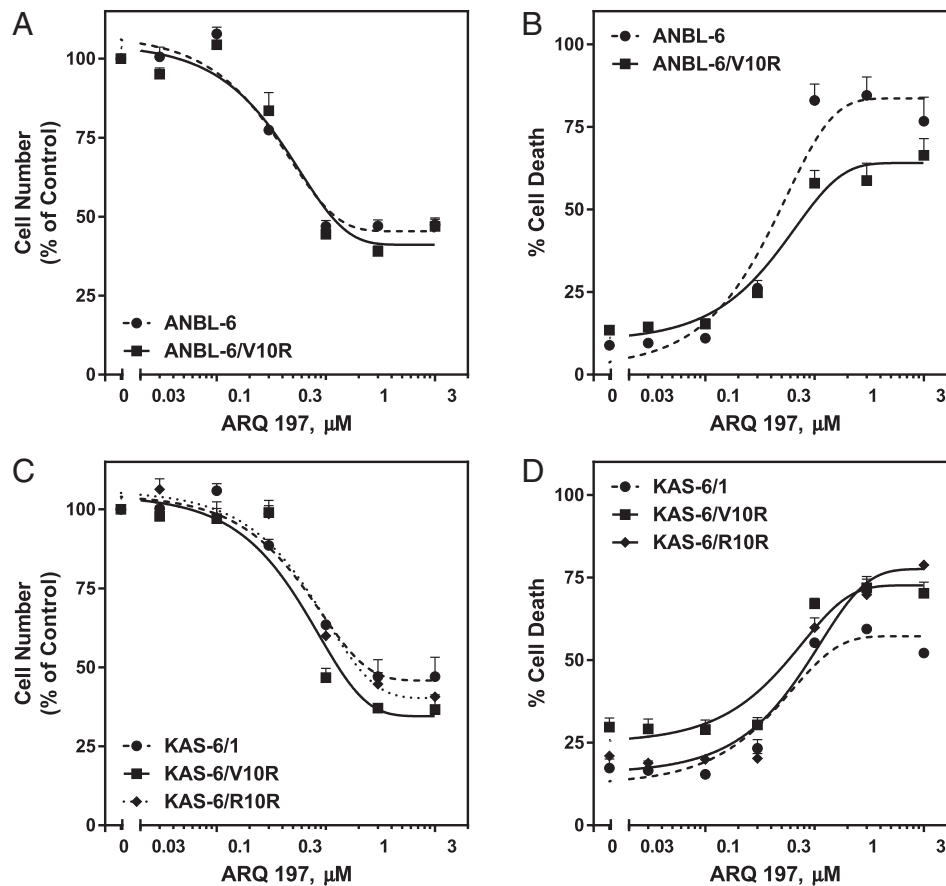 A
Cell Number
(% of Control)
100
75
50
25
0
ANBL-6
ANBL-6/V10R
0 0.03 0.1 0.3 1 3
ARQ 197, μM
B
% Cell Death
100
75
50
25
0
ANBL-6
ANBL-6/V10R
0 0.03 0.1 0.3 1 3
ARQ 197, μM
C
Cell Number
(% of Control)
100
75
50
25
0
KAS-6/1
KAS-6/V10R
KAS-6/R10R
0 0.03 0.1 0.3 1 3
ARQ 197, μM
D
% Cell Death
100
75
50
25
0
KAS-6/1
KAS-6/V10R
KAS-6/R10R
0 0.03 0.1 0.3 1 3
ARQ 197, μM